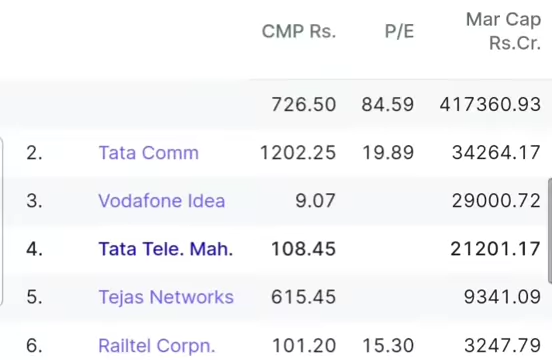 CMP Rs. P/E Mar Cap Rs.Cr.
726.50 84.59 417360.93
2. Tata Comm 1202.25 19.89 34264.17
3. Vodafone Idea 9.07 29000.72
4. Tata Tele. Mah. 108.45 21201.17
5. Tejas Networks 615.45 9341.09
6. Railtel Corpn. 101.20 15.30 3247.79